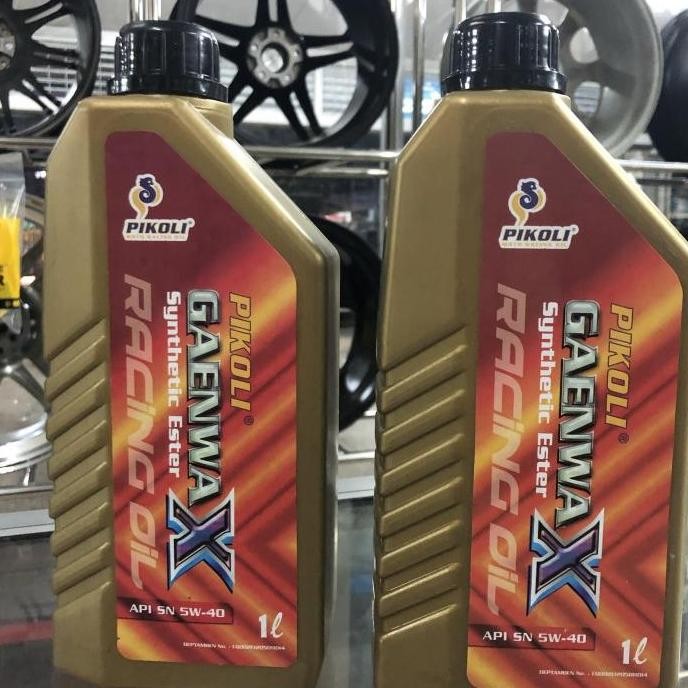 PIKOLI®
PIKOLI®
GAENWA X
Synthetic Ester
RACING OIL
API SN 5W-40
1ℓ
PIKOLI®
PIKOLI®
GAENWA X
Synthetic Ester
RACING OIL
API SN 5W-40
1ℓ